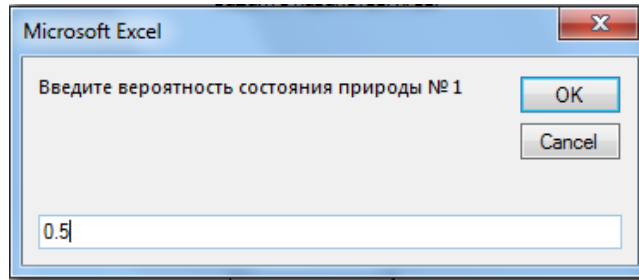 Microsoft Excel
Введите вероятность состояния природы № 1
OK
Cancel
0.5